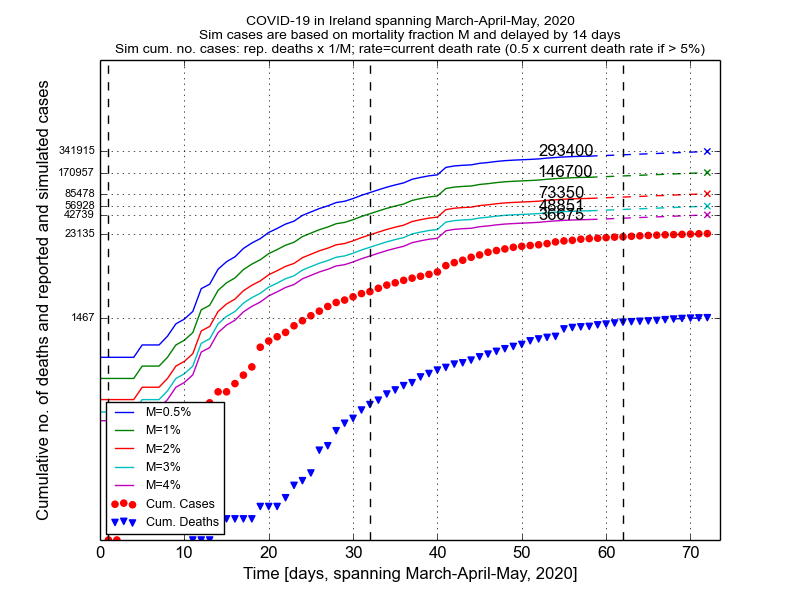 COVID-19 in Ireland spanning March-April-May, 2020
Sim cases are based on mortality fraction M and delayed by 14 days
Sim cum. no. cases: rep. deaths x 1/M; rate=current death rate (0.5 x current death rate if > 5%)
Cumulative no. of deaths and reported and simulated cases
341915
170957
85478
56928
42739
23135
1467
293400
146700
73350
48851
36675
M=0.5%
M=1%
M=2%
M=3%
M=4%
Cum. Cases
Cum. Deaths
0 10 20 30 40 50 60 70
Time [days, spanning March-April-May, 2020]